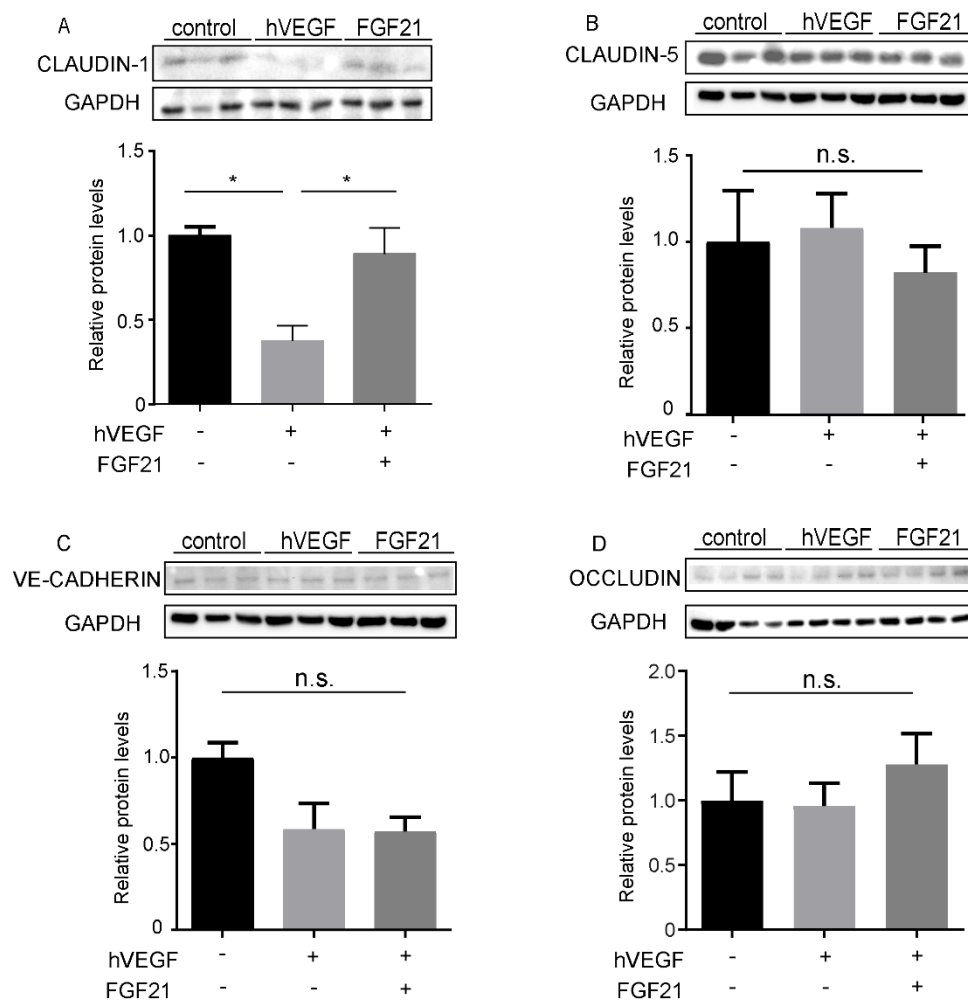 A
control hVEGF FGF21
CLAUDIN-1
GAPDH
Relative protein levels
1.5
1.0
0.5
0
* *
hVEGF - + +
FGF21 - - +
B
control hVEGF FGF21
CLAUDIN-5
GAPDH
Relative protein levels
1.5
1.0
0.5
0
n.s.
hVEGF - + +
FGF21 - - +
C
control hVEGF FGF21
VE-CADHERIN
GAPDH
Relative protein levels
1.5
1.0
0.5
0
n.s.
hVEGF - + +
FGF21 - - +
D
control hVEGF FGF21
OCCLUDIN
GAPDH
Relative protein levels
2.0
1.5
1.0
0.5
0
n.s.
hVEGF - + +
FGF21 - - +